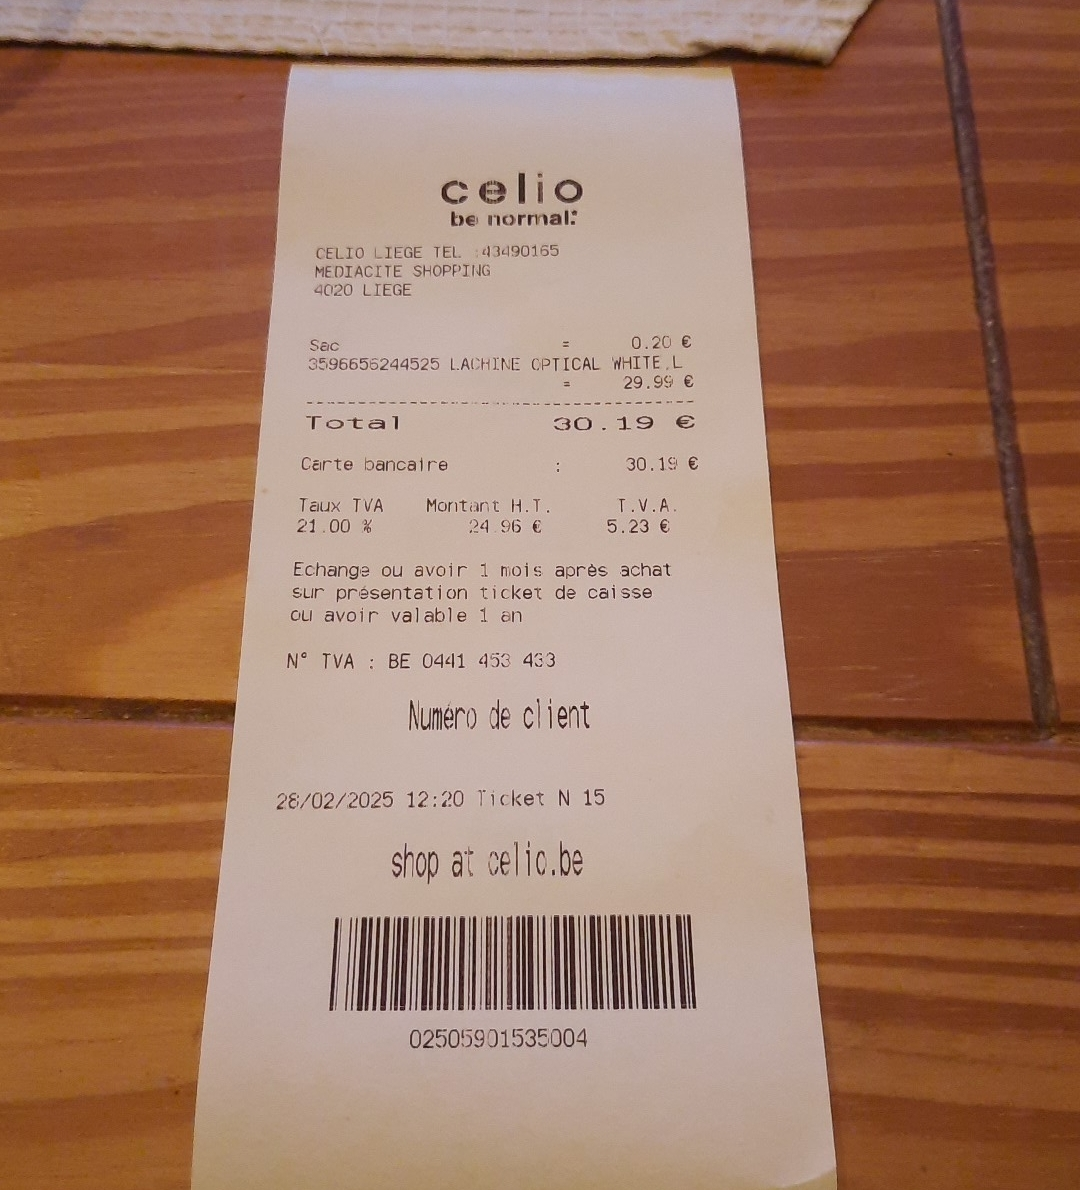 celio
be normal:
CELIO LIEGE TEL :43490165
MEDIACITE SHOPPING
4020 LIEGE
Sac = 0.20 €
3596656244525 LACHINE OPTICAL WHITE,L
= 29.99 €
Total 30.19 €
Carte bancaire : 30.19 €
Taux TVA Montant H.T. T.V.A.
21.00 % 24.96 € 5.23 €
Echange ou avoir 1 mois après achat
sur présentation ticket de caisse
ou avoir valable 1 an
N° TVA : BE 0441 453 433
Numéro de client
28/02/2025 12:20 Ticket N 15
shop at celio.be
02505901535004